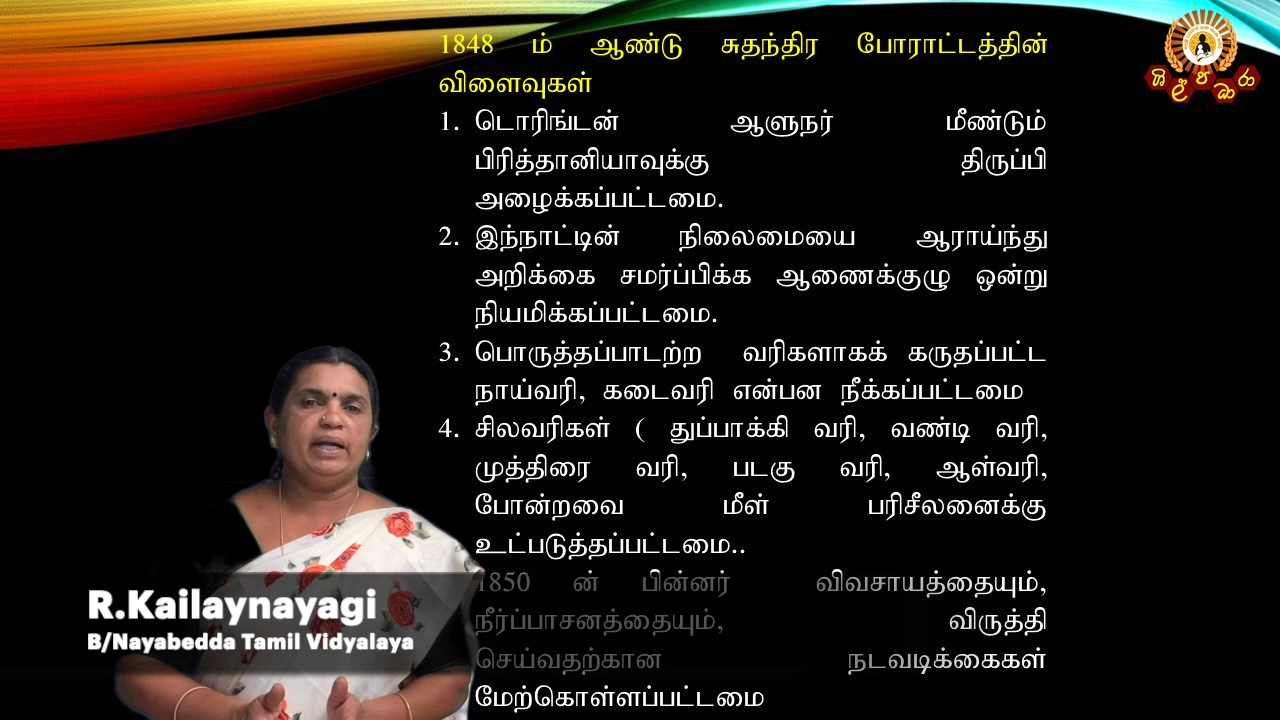 1848 ம் ஆண்டு சுதந்திர போராட்டத்தின்
விளைவுகள்
1. டொரிங்டன் ஆளுநர் மீண்டும்
பிரித்தானியாவுக்கு திருப்பி
அழைக்கப்பட்டமை.
2. இந்நாட்டின் நிலைமையை ஆராய்ந்து
அறிக்கை சமர்ப்பிக்க ஆணைக்குழு ஒன்று
நியமிக்கப்பட்டமை.
3. பொருத்தப்பாடற்ற வரிகளாகக் கருதப்பட்ட
நாய்வரி, கடைவரி என்பன நீக்கப்பட்டமை
4. சிலவரிகள் ( துப்பாக்கி வரி, வண்டி வரி,
முத்திரை வரி, படகு வரி, ஆள்வரி,
போன்றவை மீள் பரிசீலனைக்கு
உட்படுத்தப்பட்டமை..
1850 ன் பின்னர் விவசாயத்தையும்,
நீர்ப்பாசனத்தையும், விருத்தி
செய்வதற்கான நடவடிக்கைகள்
மேற்கொள்ளப்பட்டமை
R.Kailaynayagi
B/Nayabedda Tamil Vidyalaya